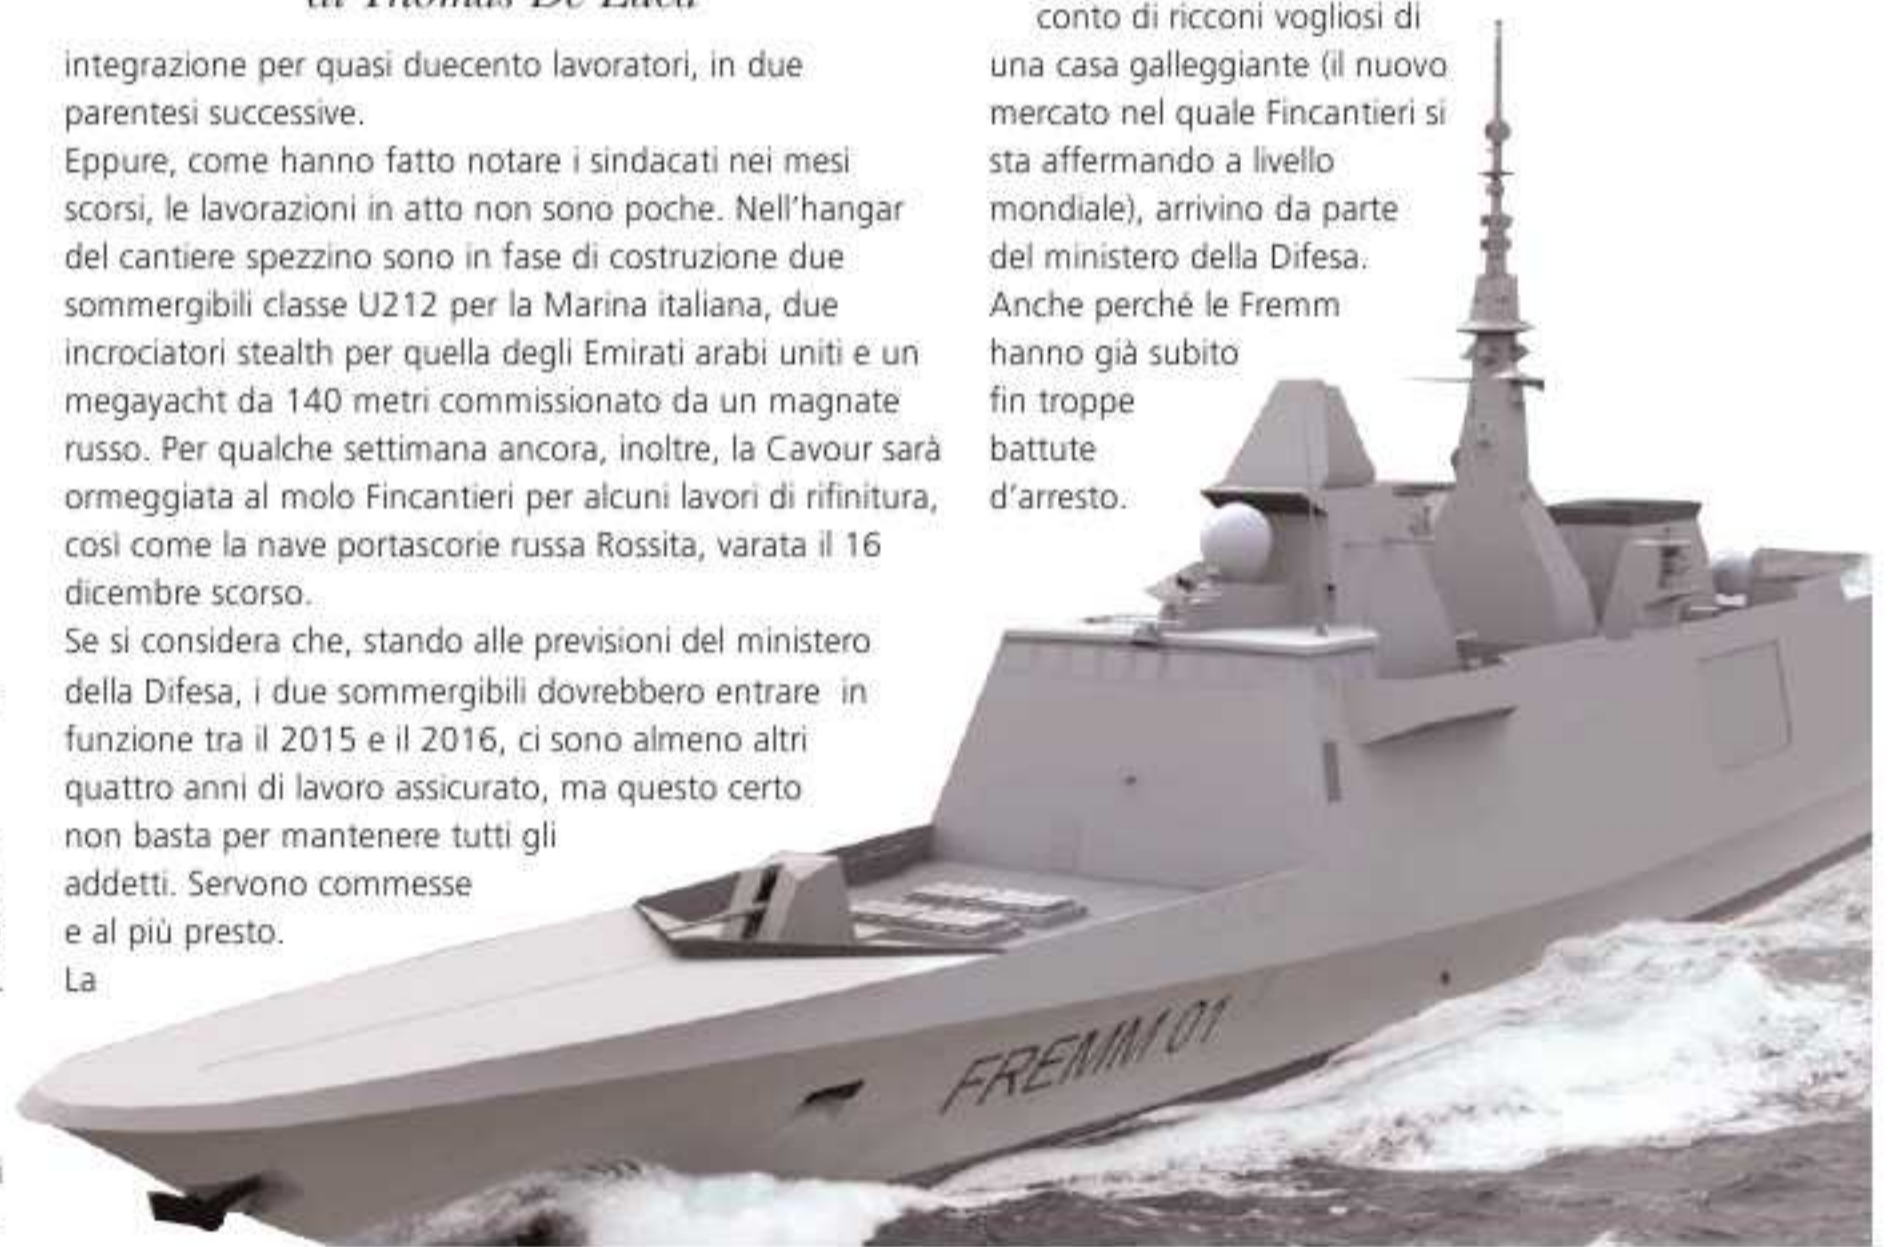 di Thomas De Luca
integrazione per quasi duecento lavoratori, in due
parentesi successive.
Eppure, come hanno fatto notare i sindacati nei mesi
scorsi, le lavorazioni in atto non sono poche. Nell'hangar
del cantiere spezzino sono in fase di costruzione due
sommergibili classe U212 per la Marina italiana, due
incrociatori stealth per quella degli Emirati arabi uniti e un
megayacht da 140 metri commissionato da un magnate
russo. Per qualche settimana ancora, inoltre, la Cavour sarà
ormeggiata al molo Fincantieri per alcuni lavori di rifinitura,
così come la nave portascorie russa Rossita, varata il 16
dicembre scorso.
Se si considera che, stando alle previsioni del ministero
della Difesa, i due sommergibili dovrebbero entrare in
funzione tra il 2015 e il 2016, ci sono almeno altri
quattro anni di lavoro assicurato, ma questo certo
non basta per mantenere tutti gli
addetti. Servono commesse
e al più presto.
La
conto di ricconi vogliosi di
una casa galleggiante (il nuovo
mercato nel quale Fincantieri si
sta affermando a livello
mondiale), arrivino da parte
del ministero della Difesa.
Anche perché le Fremm
hanno già subito
fin troppe
battute
d'arresto.
FREMM 01